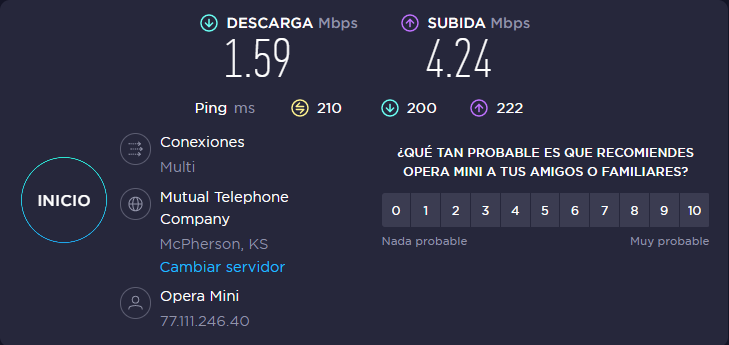 DESCARGA Mbps
SUBIDA Mbps
1.59
4.24
Ping ms 210 200 222
INICIO
Conexiones
Multi
Mutual Telephone
Company
McPherson, KS
Cambiar servidor
Opera Mini
77.111.246.40
¿QUÉ TAN PROBABLE ES QUE RECOMIENDES
OPERA MINI A TUS AMIGOS O FAMILIARES?
0 1 2 3 4 5 6 7 8 9 10
Nada probable
Muy probable